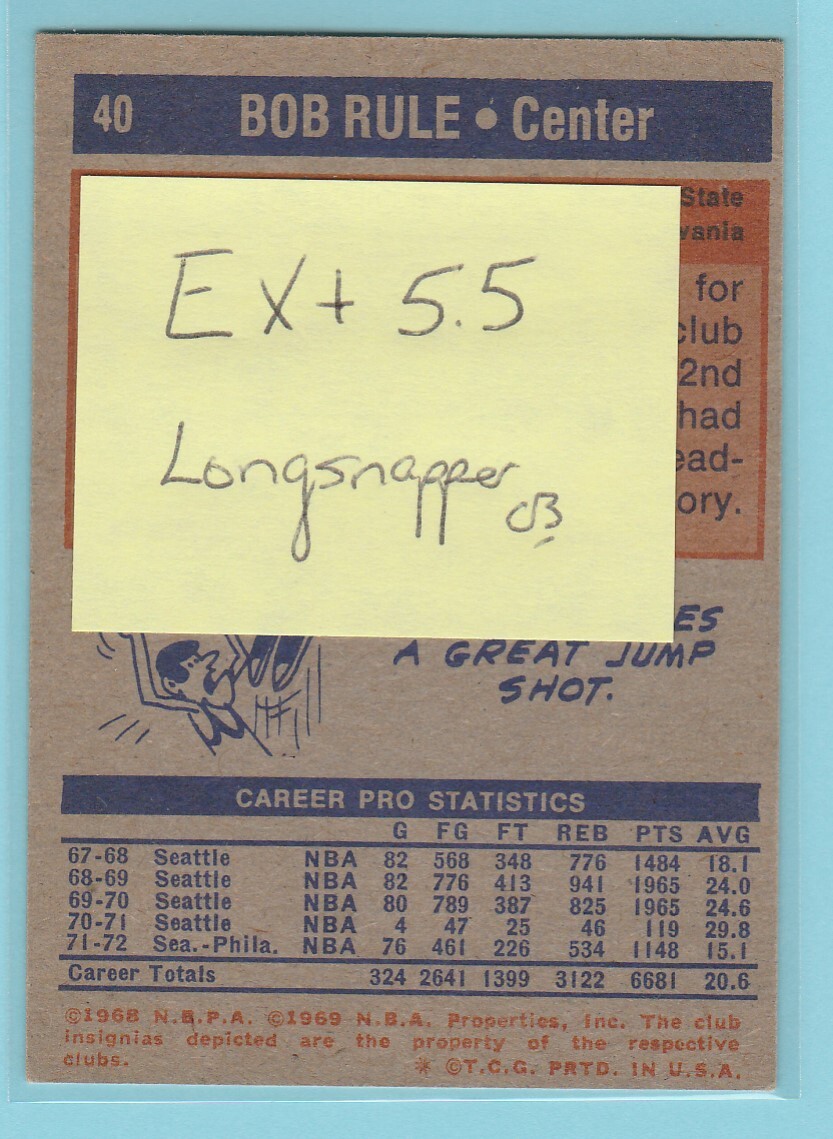 40 BOB RULE • Center
State
vania
for
club
2nd
had
ead-
ory.
Ex+ 5.5
Longsnapper
ES
A GREAT JUMP
SHOT.
CAREER PRO STATISTICS
G FG FT REB PTS AVG
67-68 Seattle NBA 82 568 348 776 1484 18.1
68-69 Seattle NBA 82 776 413 941 1965 24.0
69-70 Seattle NBA 80 789 387 825 1965 24.6
70-71 Seattle NBA 4 47 25 46 119 29.8
71-72 Sea.-Phila. NBA 76 461 226 534 1148 15.1
Career Totals 324 2641 1399 3122 6681 20.6
©1968 N.B.P.A. ©1969 N.B.A. Properties, Inc. The club
insignias depicted are the property of the respective
clubs. * ©T.C.G. PRTD. IN U.S.A.